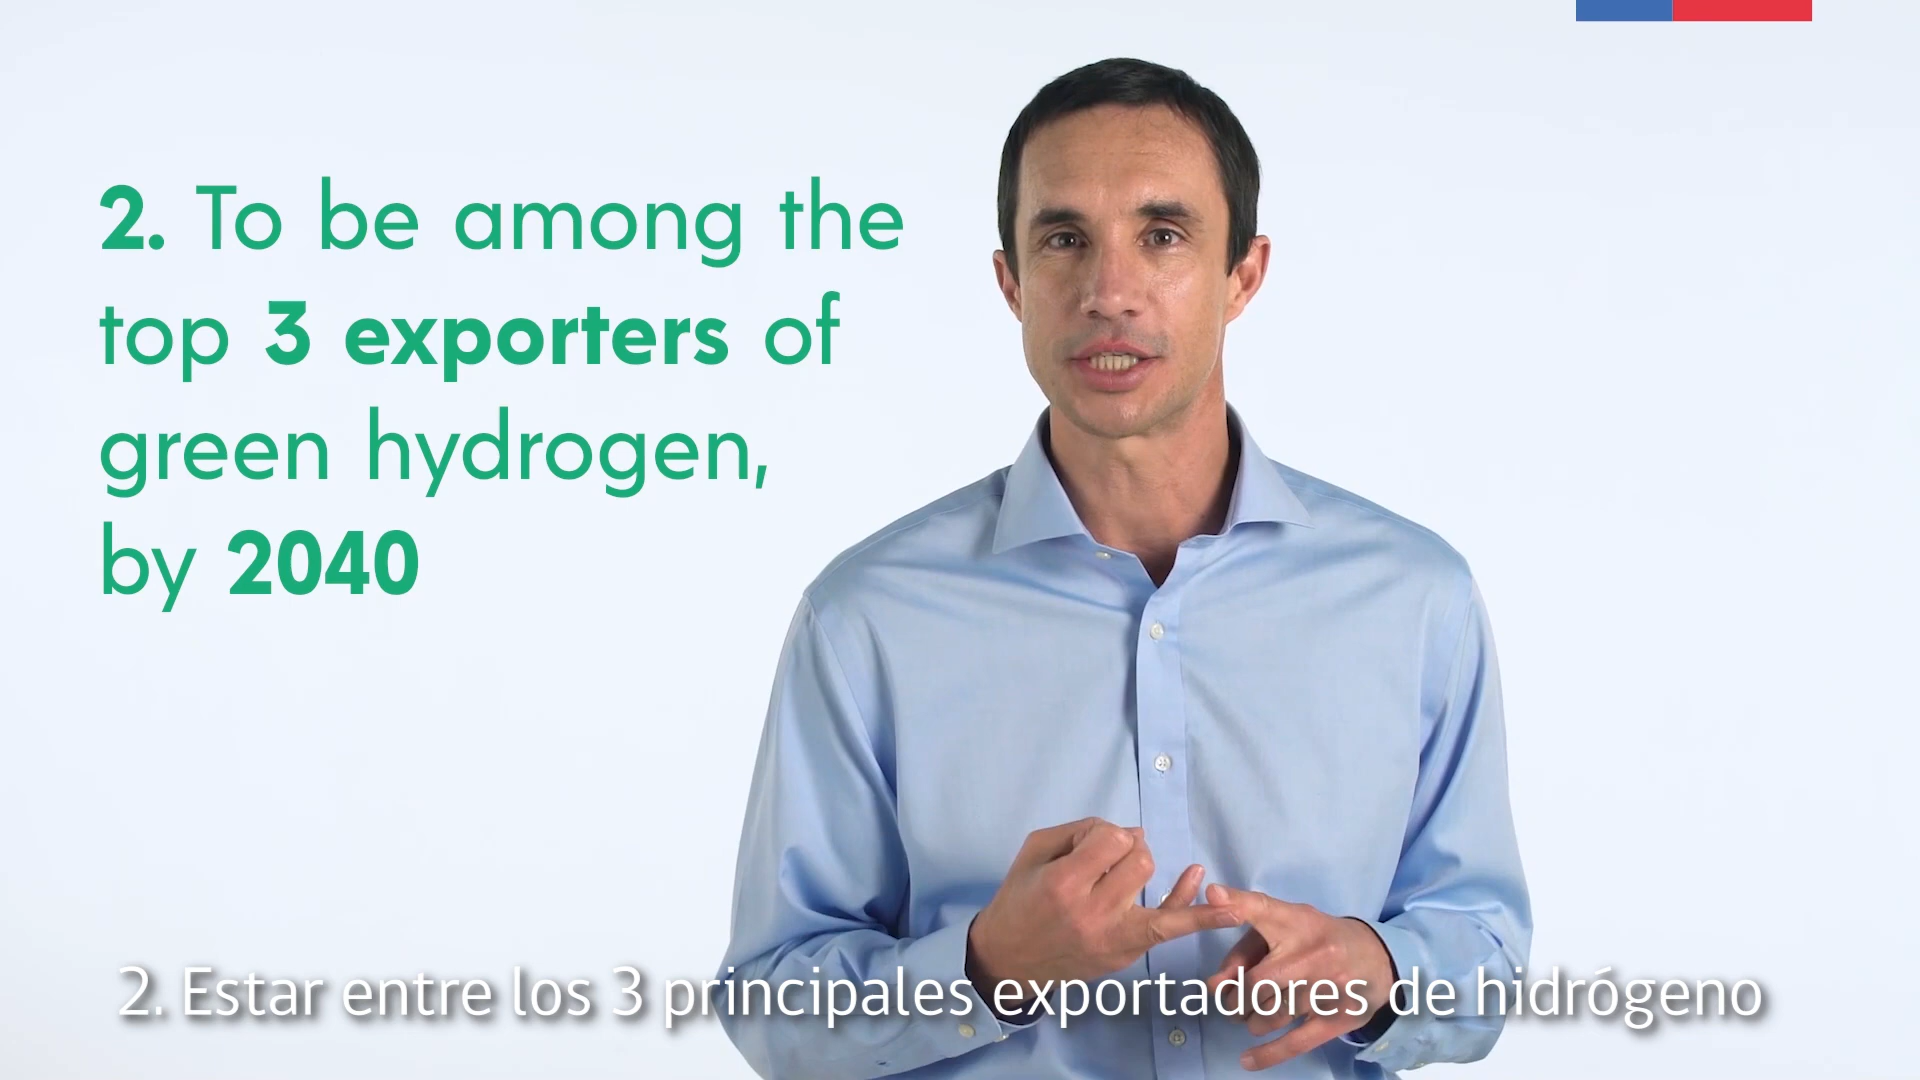 2. To be among the
top 3 exporters of
green hydrogen,
by 2040
2. Estar entre los 3 principales exportadores de hidrógeno